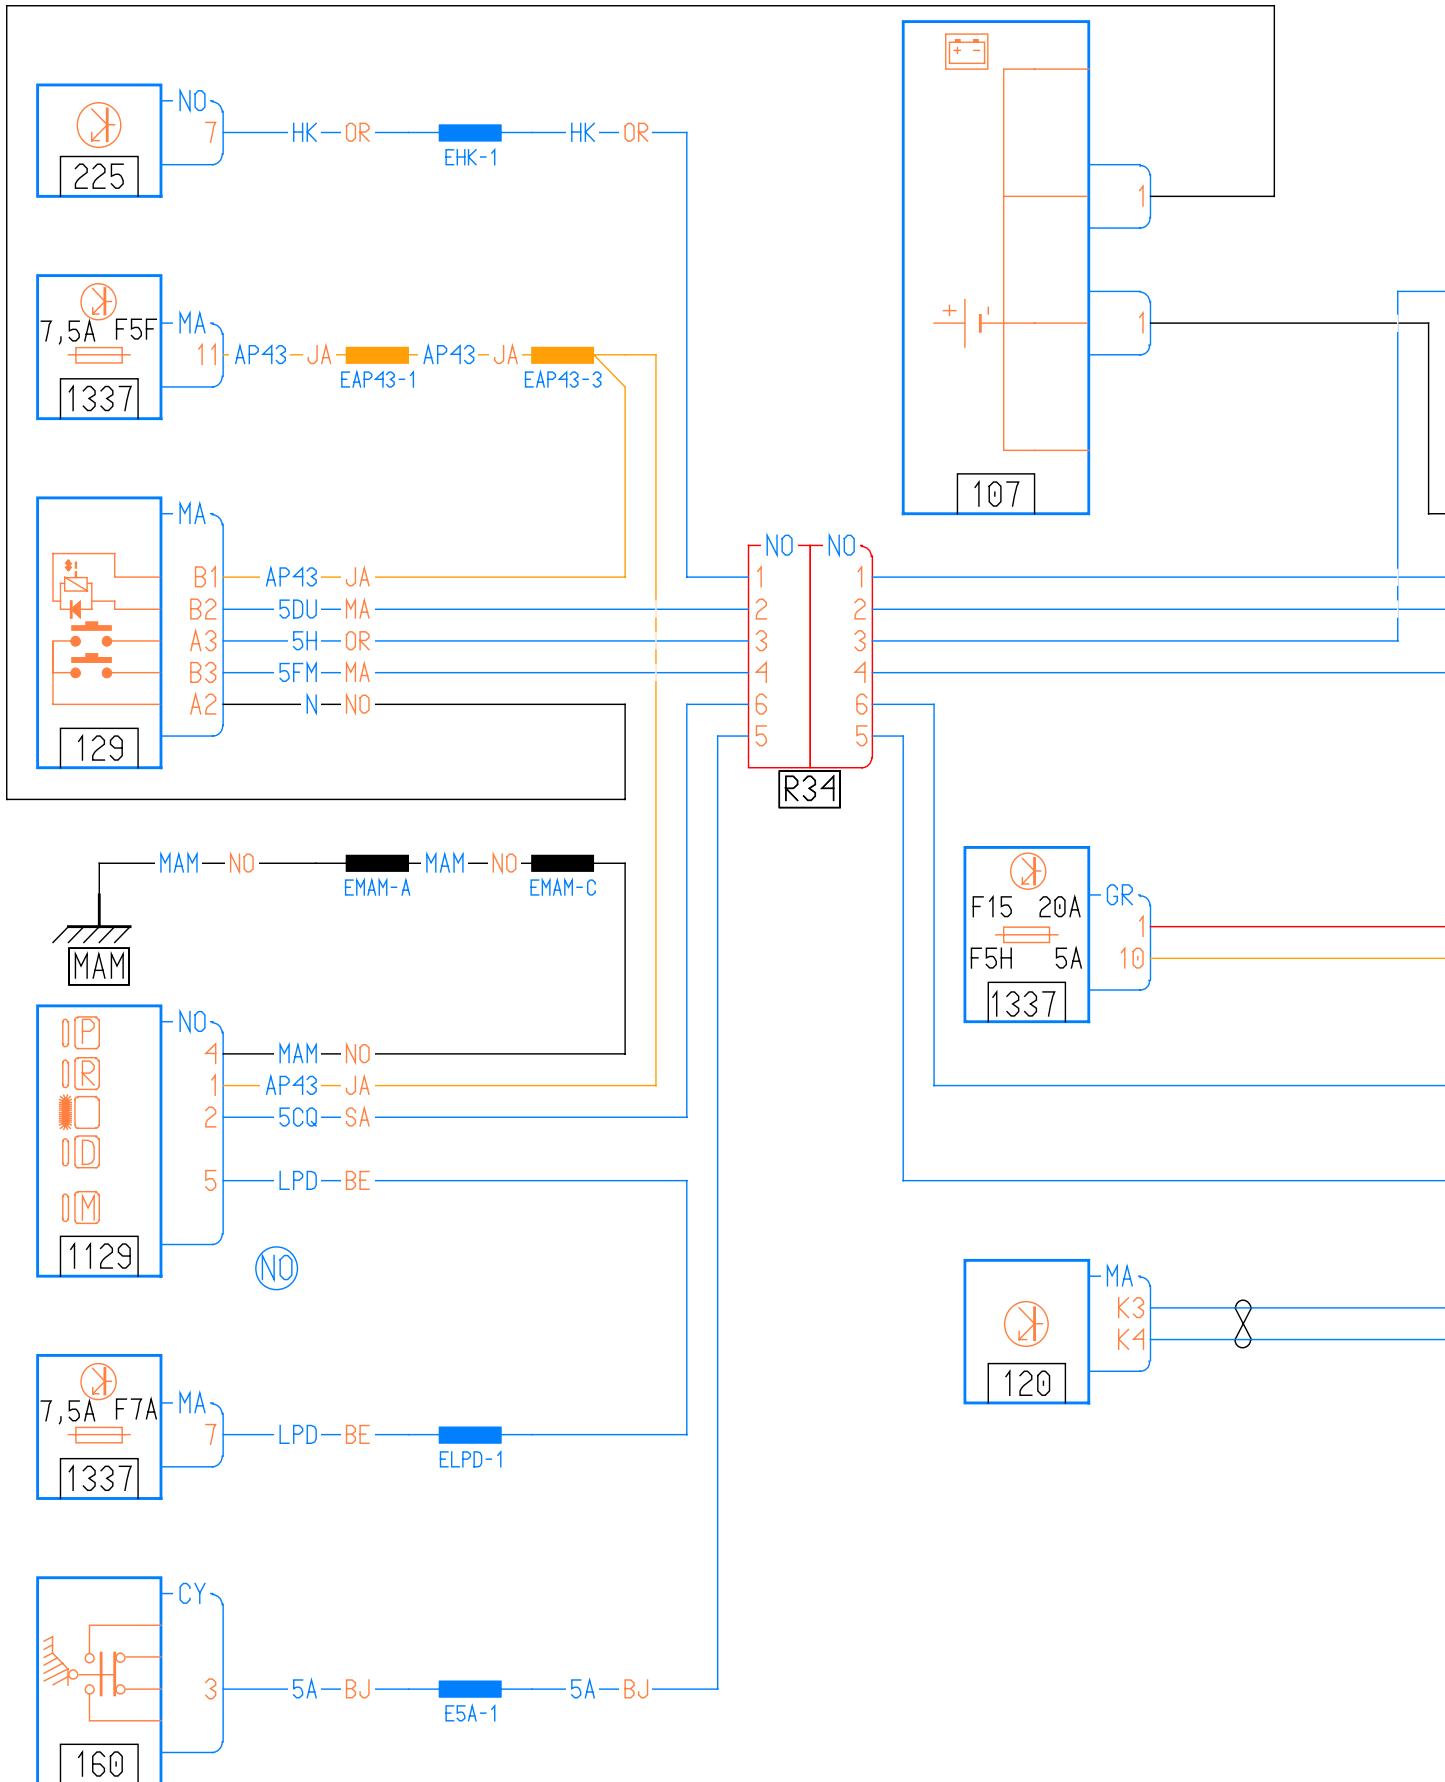 NO
7 HK OR EHK-1 HK OR
225
7,5A F5F
MA
11 AP43 JA EAP43-1 AP43 JA EAP43-3
1337
MA
B1 AP43 JA
B2 5DU MA
A3 5H OR
B3 5FM MA
A2 N NO
129
+ -
1
+ -
1
107
NO NO
1 1
2 2
3 3
4 4
6 6
5 5
R34
MAM NO EMAM-A MAM NO EMAM-C
MAM
P
R
D
M
NO
4 MAM NO
1 AP43 JA
2 5CQ SA
5 LPD BE
1129
NO
GR
F15 20A
1
F5H 5A
10
1337
MA
K3
K4
120
7,5A F7A
MA
7 LPD BE ELPD-1
1337
CY
3 5A BJ E5A-1 5A BJ
160